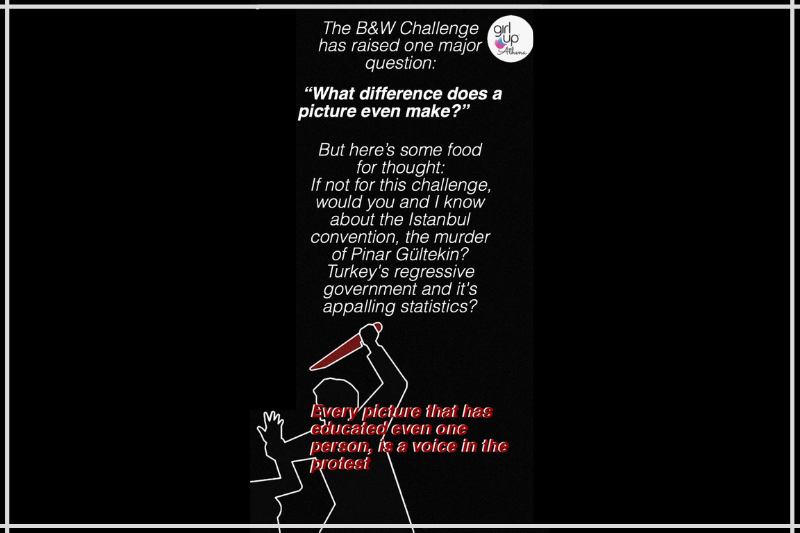 The B&W Challenge
has raised one major
question:
girl
up
Athena
“What difference does a
picture even make?”
But here's some food
for thought:
If not for this challenge,
would you and I know
about the Istanbul
convention, the murder
of Pinar Gültekin?
Turkey's regressive
government and it's
appalling statistics?
Every picture that has
educated even one
person, is a voice in the
protest